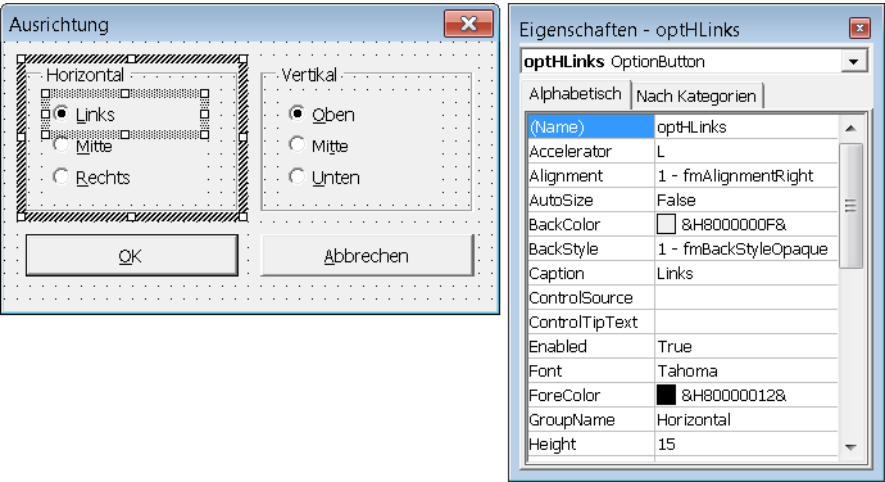 Ausrichtung
Horizontal
Links
Mitte
Rechts
Vertikal
Oben
Mitte
Unten
OK
Abbrechen
Eigenschaften - optHLinks
optHLinks OptionButton
Alphabetisch Nach Kategorien
(Name) optHLinks
Accelerator L
Alignment 1 - fmAlignmentRight
AutoSize False
BackColor &H8000000F&
BackStyle 1 - fmBackStyleOpaque
Caption Links
ControlSource
ControlTipText
Enabled True
Font Tahoma
ForeColor &H80000012&
GroupName Horizontal
Height 15